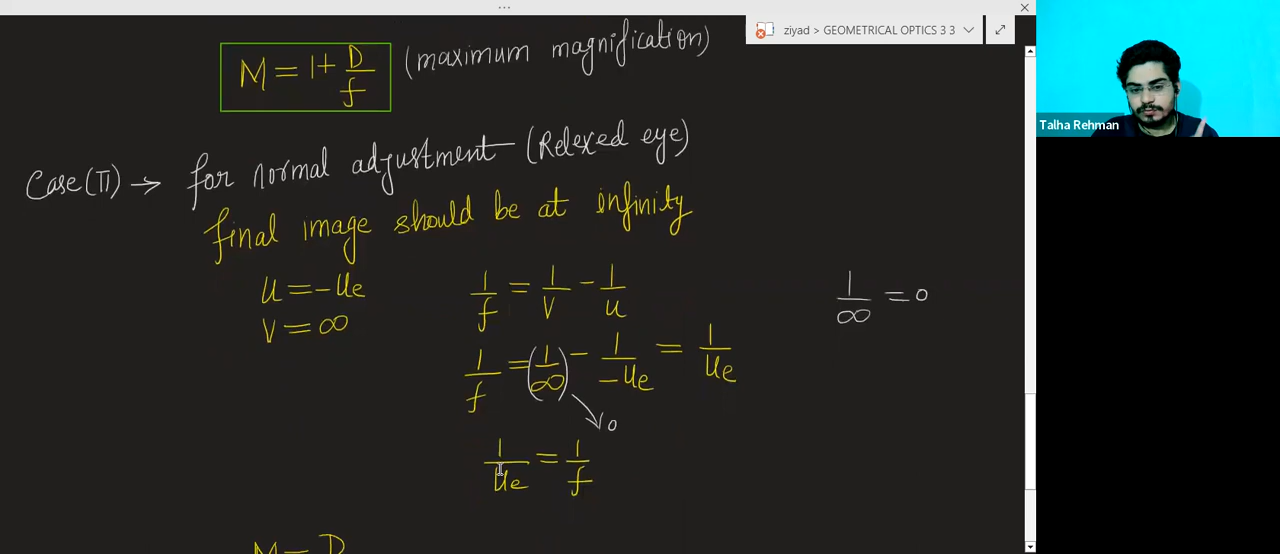 ziyad > GEOMETRICAL OPTICS 3 3
M = 1 + D/f (maximum magnification)
Talha Rehman
Case (II) → for normal adjustment (Relexed eye)
final image should be at infinity
u = -ue
v = ∞
1/f = 1/v - 1/u
1/∞ = 0
1/f = (1/∞) - 1/-ue = 1/ue
0
1/ue = 1/f
M = D